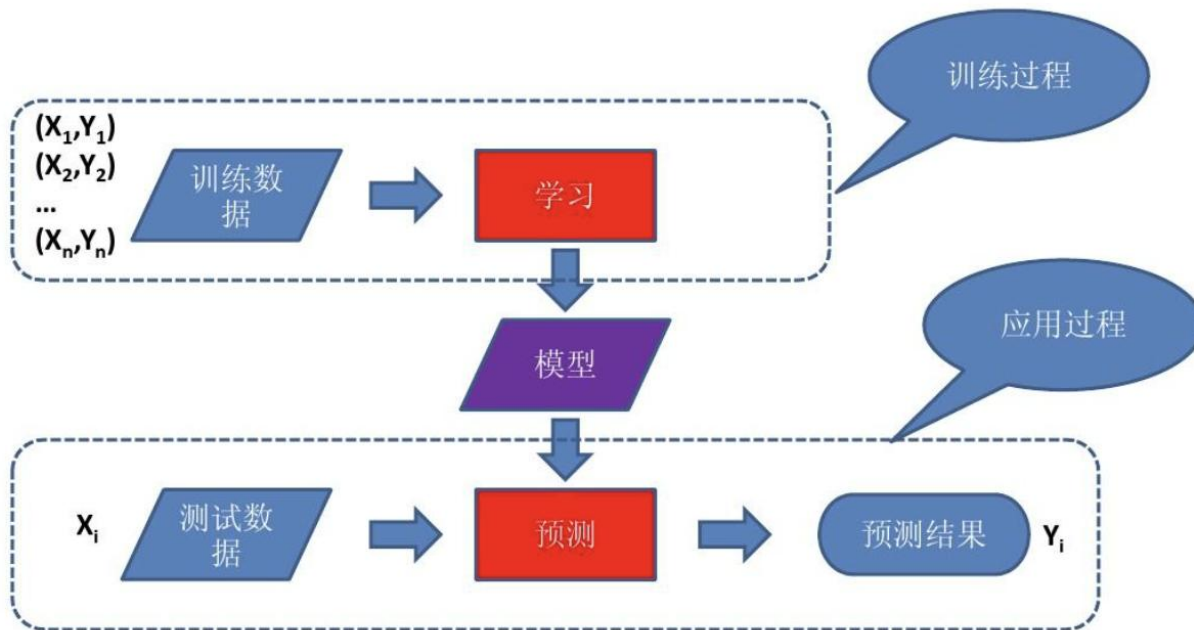 训练过程
(X₁,Y₁)
(X₂,Y₂)
...
(Xₙ,Yₙ)
训练数
据
学习
模型
应用过程
Xᵢ
测试数
据
预测
预测结果
Yᵢ